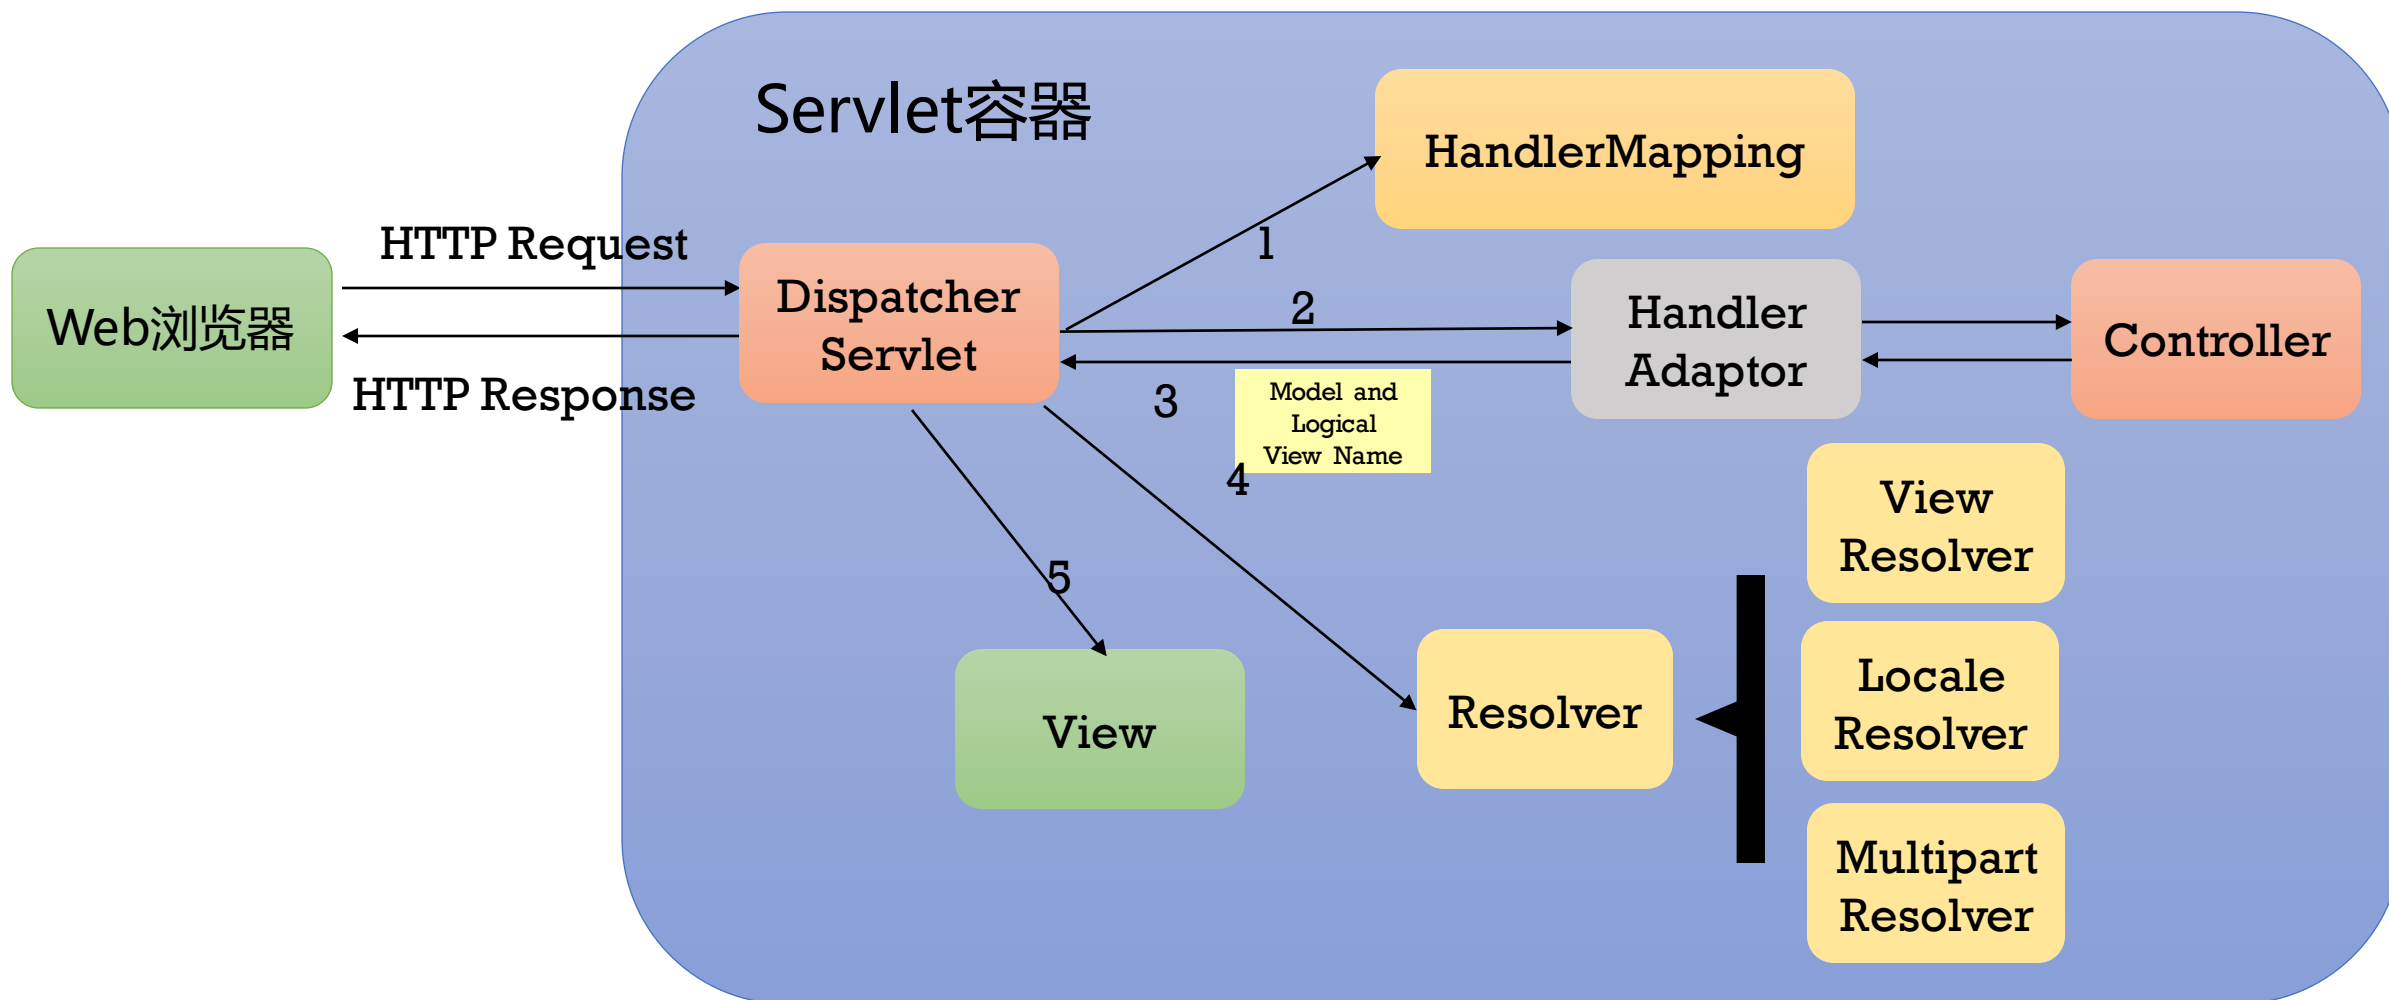 Servlet容器
HandlerMapping
HTTP Request
1
Web浏览器
Dispatcher
Servlet
2
Handler
Adaptor
Controller
HTTP Response
3
Model and
Logical
View Name
4
5
View
Resolver
View
Resolver
Locale
Resolver
Multipart
Resolver